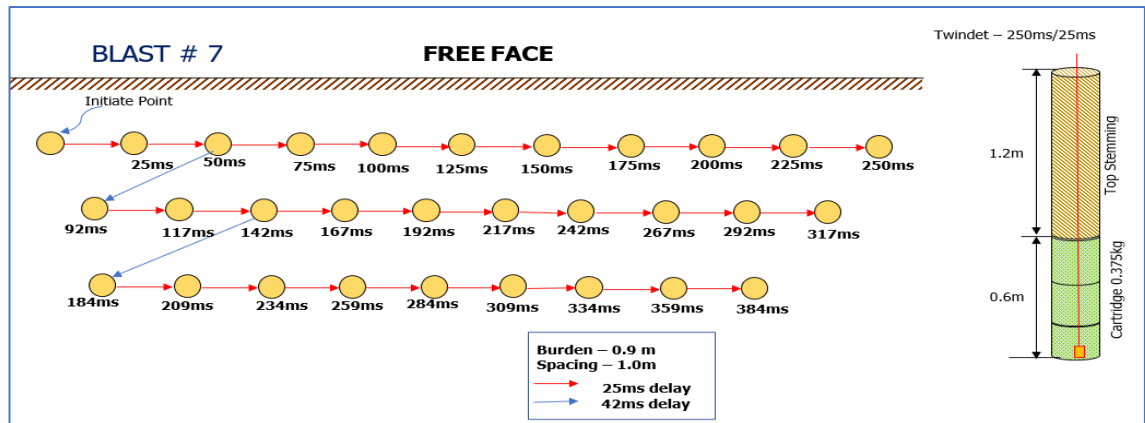 BLAST # 7
FREE FACE
Initiate Point
25ms
50ms
75ms
100ms
125ms
150ms
175ms
200ms
225ms
250ms
92ms
117ms
142ms
167ms
192ms
217ms
242ms
267ms
292ms
317ms
184ms
209ms
234ms
259ms
284ms
309ms
334ms
359ms
384ms
Burden – 0.9 m
Spacing – 1.0m
25ms delay
42ms delay
Twindet – 250ms/25ms
1.2m
Top Stemming
0.6m
Cartridge 0.375kg